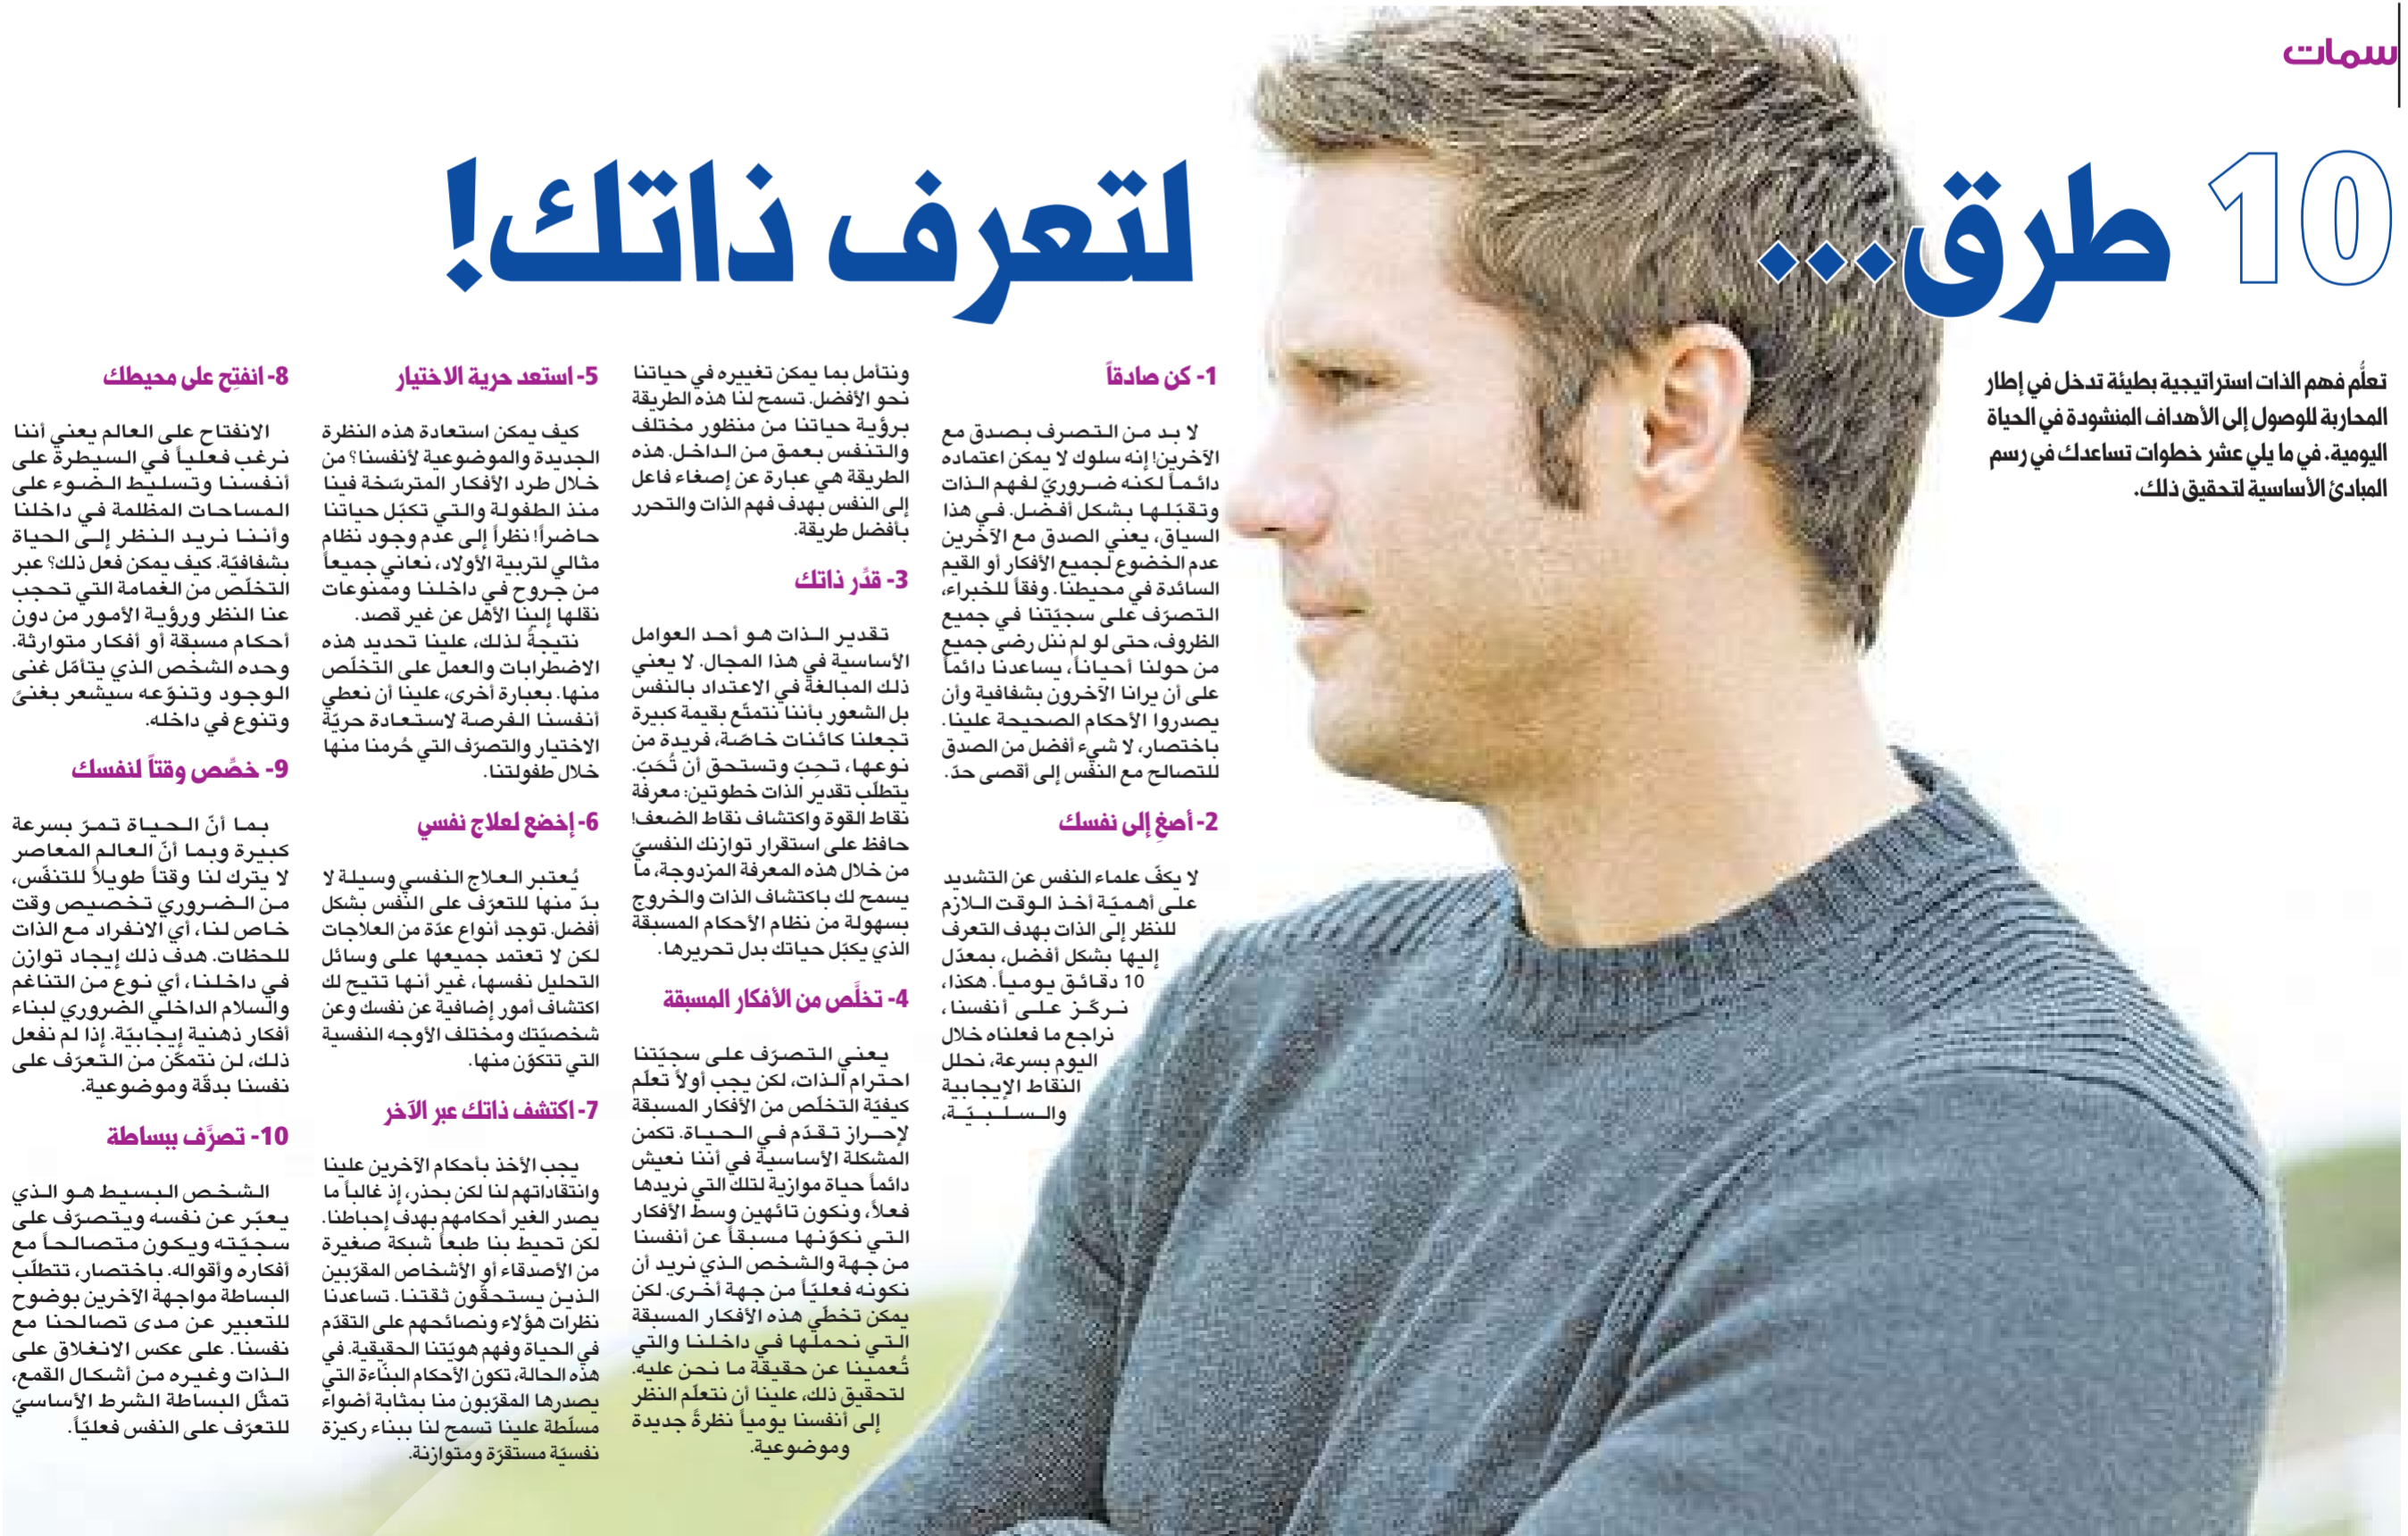 سمات
10 طرق... لتعرف ذاتك!
تعلُّم فهم الذات استراتيجية بطيئة تدخل في إطار
المحاربة للوصول إلى الأهداف المنشودة في الحياة
اليومية. في ما يلي عشر خطوات تساعدك في رسم
المبادئ الأساسية لتحقيق ذلك.
1- كن صادقاً
لا بد من التصرف بصدق مع
الآخرين! إنه سلوك لا يمكن اعتماده
دائماً لكنه ضروريّ لفهم الذات
وتقبّلها بشكل أفضل. في هذا
السياق، يعني الصدق مع الآخرين
عدم الخضوع لجميع الأفكار أو القيم
السائدة في محيطنا. وفقاً للخبراء،
التصرّف على سجيّتنا في جميع
الظروف، حتى لو لم ننل رضى جميع
من حولنا أحياناً، يساعدنا دائماً
على أن يرانا الآخرون بشفافية وأن
يصدروا الأحكام الصحيحة علينا.
باختصار، لا شيء أفضل من الصدق
للتصالح مع النفس إلى أقصى حدّ.
2- أصغِ إلى نفسك
لا يكفّ علماء النفس عن التشديد
على أهميّة أخذ الوقت اللازم
للنظر إلى الذات بهدف التعرف
إليها بشكل أفضل، بمعدّل
10 دقائق يومياً. هكذا،
نركّز على أنفسنا،
نراجع ما فعلناه خلال
اليوم بسرعة، نحلل
النقاط الإيجابية
والسلبيّة،
ونتأمل بما يمكن تغييره في حياتنا
نحو الأفضل. تسمح لنا هذه الطريقة
برؤية حياتنا من منظور مختلف
والتنفس بعمق من الداخل. هذه
الطريقة هي عبارة عن إصغاء فاعل
إلى النفس بهدف فهم الذات والتحرر
بأفضل طريقة.
3- قدِّر ذاتك
تقدير الذات هو أحد العوامل
الأساسية في هذا المجال. لا يعني
ذلك المبالغة في الاعتداد بالنفس
بل الشعور بأننا نتمتّع بقيمة كبيرة
تجعلنا كائنات خاصّة، فريدة من
نوعها، تحِبّ وتستحق أن تُحَبّ.
يتطلّب تقدير الذات خطوتين: معرفة
نقاط القوة واكتشاف نقاط الضعف!
حافظ على استقرار توازنك النفسيّ
من خلال هذه المعرفة المزدوجة، ما
يسمح لك باكتشاف الذات والخروج
بسهولة من نظام الأحكام المسبقة
الذي يكبّل حياتك بدل تحريرها.
4- تخلَّص من الأفكار المسبقة
يعني التصرّف على سجيّتنا
احترام الذات، لكن يجب أولاً تعلّم
كيفيّة التخلّص من الأفكار المسبقة
لإحراز تقدّم في الحياة. تكمن
المشكلة الأساسية في أننا نعيش
دائماً حياة موازية لتلك التي نريدها
فعلاً، ونكون تائهين وسط الأفكار
التي نكوّنها مسبقاً عن أنفسنا
من جهة والشخص الذي نريد أن
نكونه فعليّاً من جهة أخرى. لكن
يمكن تخطّي هذه الأفكار المسبقة
التي نحملها في داخلنا والتي
تُعمينا عن حقيقة ما نحن عليه.
لتحقيق ذلك، علينا أن نتعلّم النظر
إلى أنفسنا يومياً نظرةً جديدة
وموضوعية.
5- استعد حرية الاختيار
كيف يمكن استعادة هذه النظرة
الجديدة والموضوعية لأنفسنا؟ من
خلال طرد الأفكار المترسّخة فينا
منذ الطفولة والتي تكبّل حياتنا
حاضراً! نظراً إلى عدم وجود نظام
مثالي لتربية الأولاد، نعاني جميعاً
من جروح في داخلنا وممنوعات
نقلها إلينا الأهل عن غير قصد.
نتيجةً لذلك، علينا تحديد هذه
الاضطرابات والعمل على التخلّص
منها. بعبارة أخرى، علينا أن نعطي
أنفسنا الفرصة لاستعادة حريّة
الاختيار والتصرّف التي حُرمنا منها
خلال طفولتنا.
6- إخضع لعلاج نفسي
يُعتبر العلاج النفسي وسيلة لا
بدّ منها للتعرّف على النفس بشكل
أفضل. توجد أنواع عدّة من العلاجات
لكن لا تعتمد جميعها على وسائل
التحليل نفسها، غير أنها تتيح لك
اكتشاف أمور إضافية عن نفسك وعن
شخصيّتك ومختلف الأوجه النفسية
التي تتكوّن منها.
7- اكتشف ذاتك عبر الآخر
يجب الأخذ بأحكام الآخرين علينا
وانتقاداتهم لنا لكن بحذر، إذ غالباً ما
يصدر الغير أحكامهم بهدف إحباطنا.
لكن تحيط بنا طبعاً شبكة صغيرة
من الأصدقاء أو الأشخاص المقرّبين
الذين يستحقّون ثقتنا. تساعدنا
نظرات هؤلاء ونصائحهم على التقدّم
في الحياة وفهم هويّتنا الحقيقية. في
هذه الحالة، تكون الأحكام البنّاءة التي
يصدرها المقرّبون منا بمثابة أضواء
مسلّطة علينا تسمح لنا ببناء ركيزة
نفسيّة مستقرّة ومتوازنة.
8- انفتِح على محيطك
الانفتاح على العالم يعني أننا
نرغب فعلياً في السيطرة على
أنفسنا وتسليط الضوء على
المساحات المظلمة في داخلنا
وأننا نريد النظر إلى الحياة
بشفافيّة. كيف يمكن فعل ذلك؟ عبر
التخلّص من الغمامة التي تحجب
عنا النظر ورؤية الأمور من دون
أحكام مسبقة أو أفكار متوارثة.
وحده الشخص الذي يتأمّل غنى
الوجود وتنوّعه سيشعر بغنىً
وتنوع في داخله.
9- خصِّص وقتاً لنفسك
بما أنّ الحياة تمرّ بسرعة
كبيرة وبما أنّ العالم المعاصر
لا يترك لنا وقتاً طويلاً للتنفّس،
من الضروري تخصيص وقت
خاص لنا، أي الانفراد مع الذات
للحظات. هدف ذلك إيجاد توازن
في داخلنا، أي نوع من التناغم
والسلام الداخلي الضروري لبناء
أفكار ذهنية إيجابيّة. إذا لم نفعل
ذلك، لن نتمكّن من التعرّف على
نفسنا بدقّة وموضوعية.
10- تصرَّف ببساطة
الشخص البسيط هو الذي
يعبّر عن نفسه ويتصرّف على
سجيّته ويكون متصالحاً مع
أفكاره وأقواله. باختصار، تتطلّب
البساطة مواجهة الآخرين بوضوح
للتعبير عن مدى تصالحنا مع
نفسنا. على عكس الانغلاق على
الذات وغيره من أشكال القمع،
تمثّل البساطة الشرط الأساسيّ
للتعرّف على النفس فعليّاً.